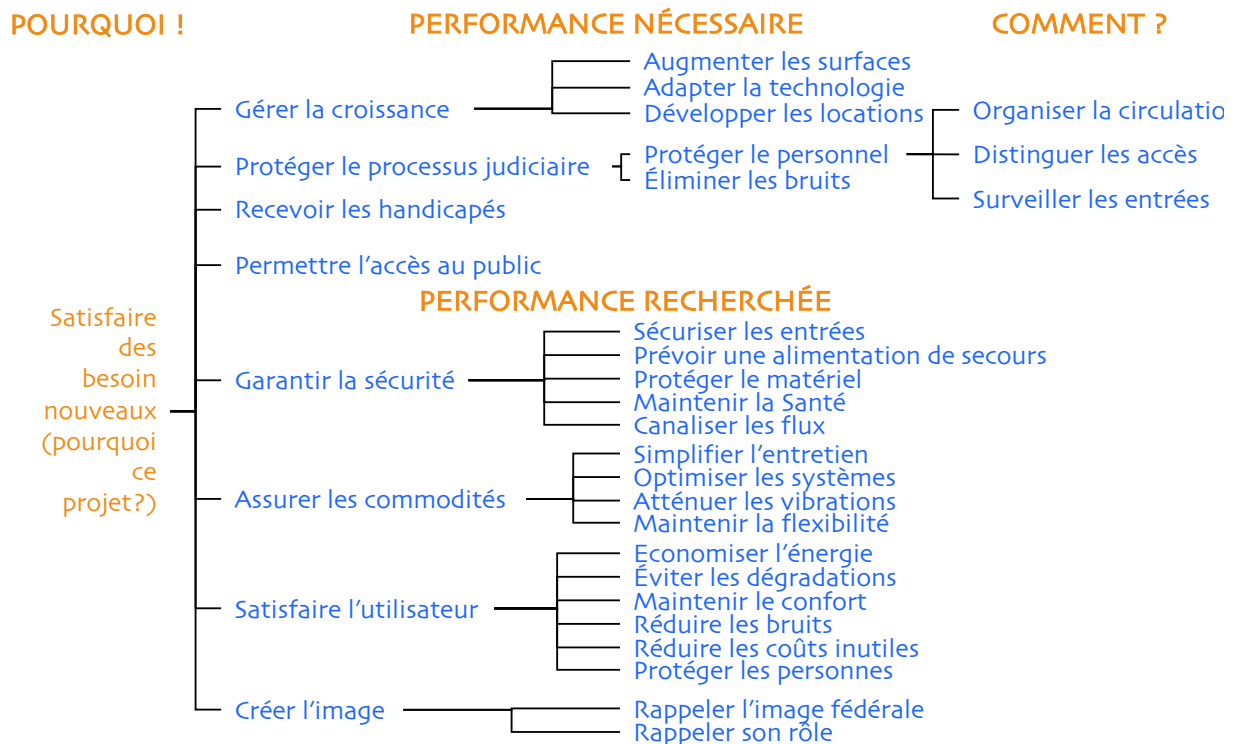 POURQUOI !
PERFORMANCE NÉCESSAIRE
COMMENT ?
Gérer la croissance
Augmenter les surfaces
Adapter la technologie
Développer les locations
Protéger le processus judiciaire
Protéger le personnel
Éliminer les bruits
Organiser la circulatio
Distinguer les accès
Surveiller les entrées
Recevoir les handicapés
Permettre l'accès au public
PERFORMANCE RECHERCHÉE
Satisfaire
des
besoin
nouveaux
(pourquoi
ce
projet?)
Garantir la sécurité
Sécuriser les entrées
Prévoir une alimentation de secours
Protéger le matériel
Maintenir la Santé
Canaliser les flux
Assurer les commodités
Simplifier l'entretien
Optimiser les systèmes
Atténuer les vibrations
Maintenir la flexibilité
Satisfaire l'utilisateur
Economiser l'énergie
Éviter les dégradations
Maintenir le confort
Réduire les bruits
Réduire les coûts inutiles
Protéger les personnes
Créer l'image
Rappeler l'image fédérale
Rappeler son rôle